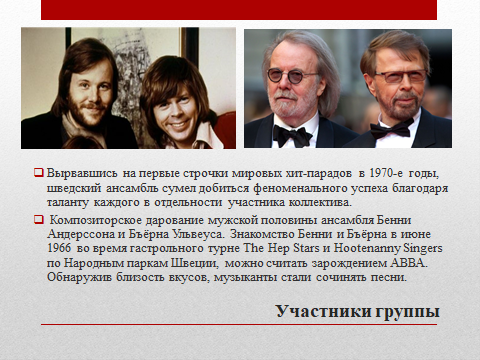 Вырвавшись на первые строчки мировых хит-парадов в 1970-е годы,
шведский ансамбль сумел добиться феноменального успеха благодаря
таланту каждого в отдельности участника коллектива.
Композиторское дарование мужской половины ансамбля Бенни
Андерссона и Бъёрна Ульвеуса. Знакомство Бенни и Бъёрна в июне
1966 во время гастрольного турне The Hep Stars и Hootenanny Singers
по Народным паркам Швеции, можно считать зарождением ABBA.
Обнаружив близость вкусов, музыканты стали сочинять песни.
Участники группы